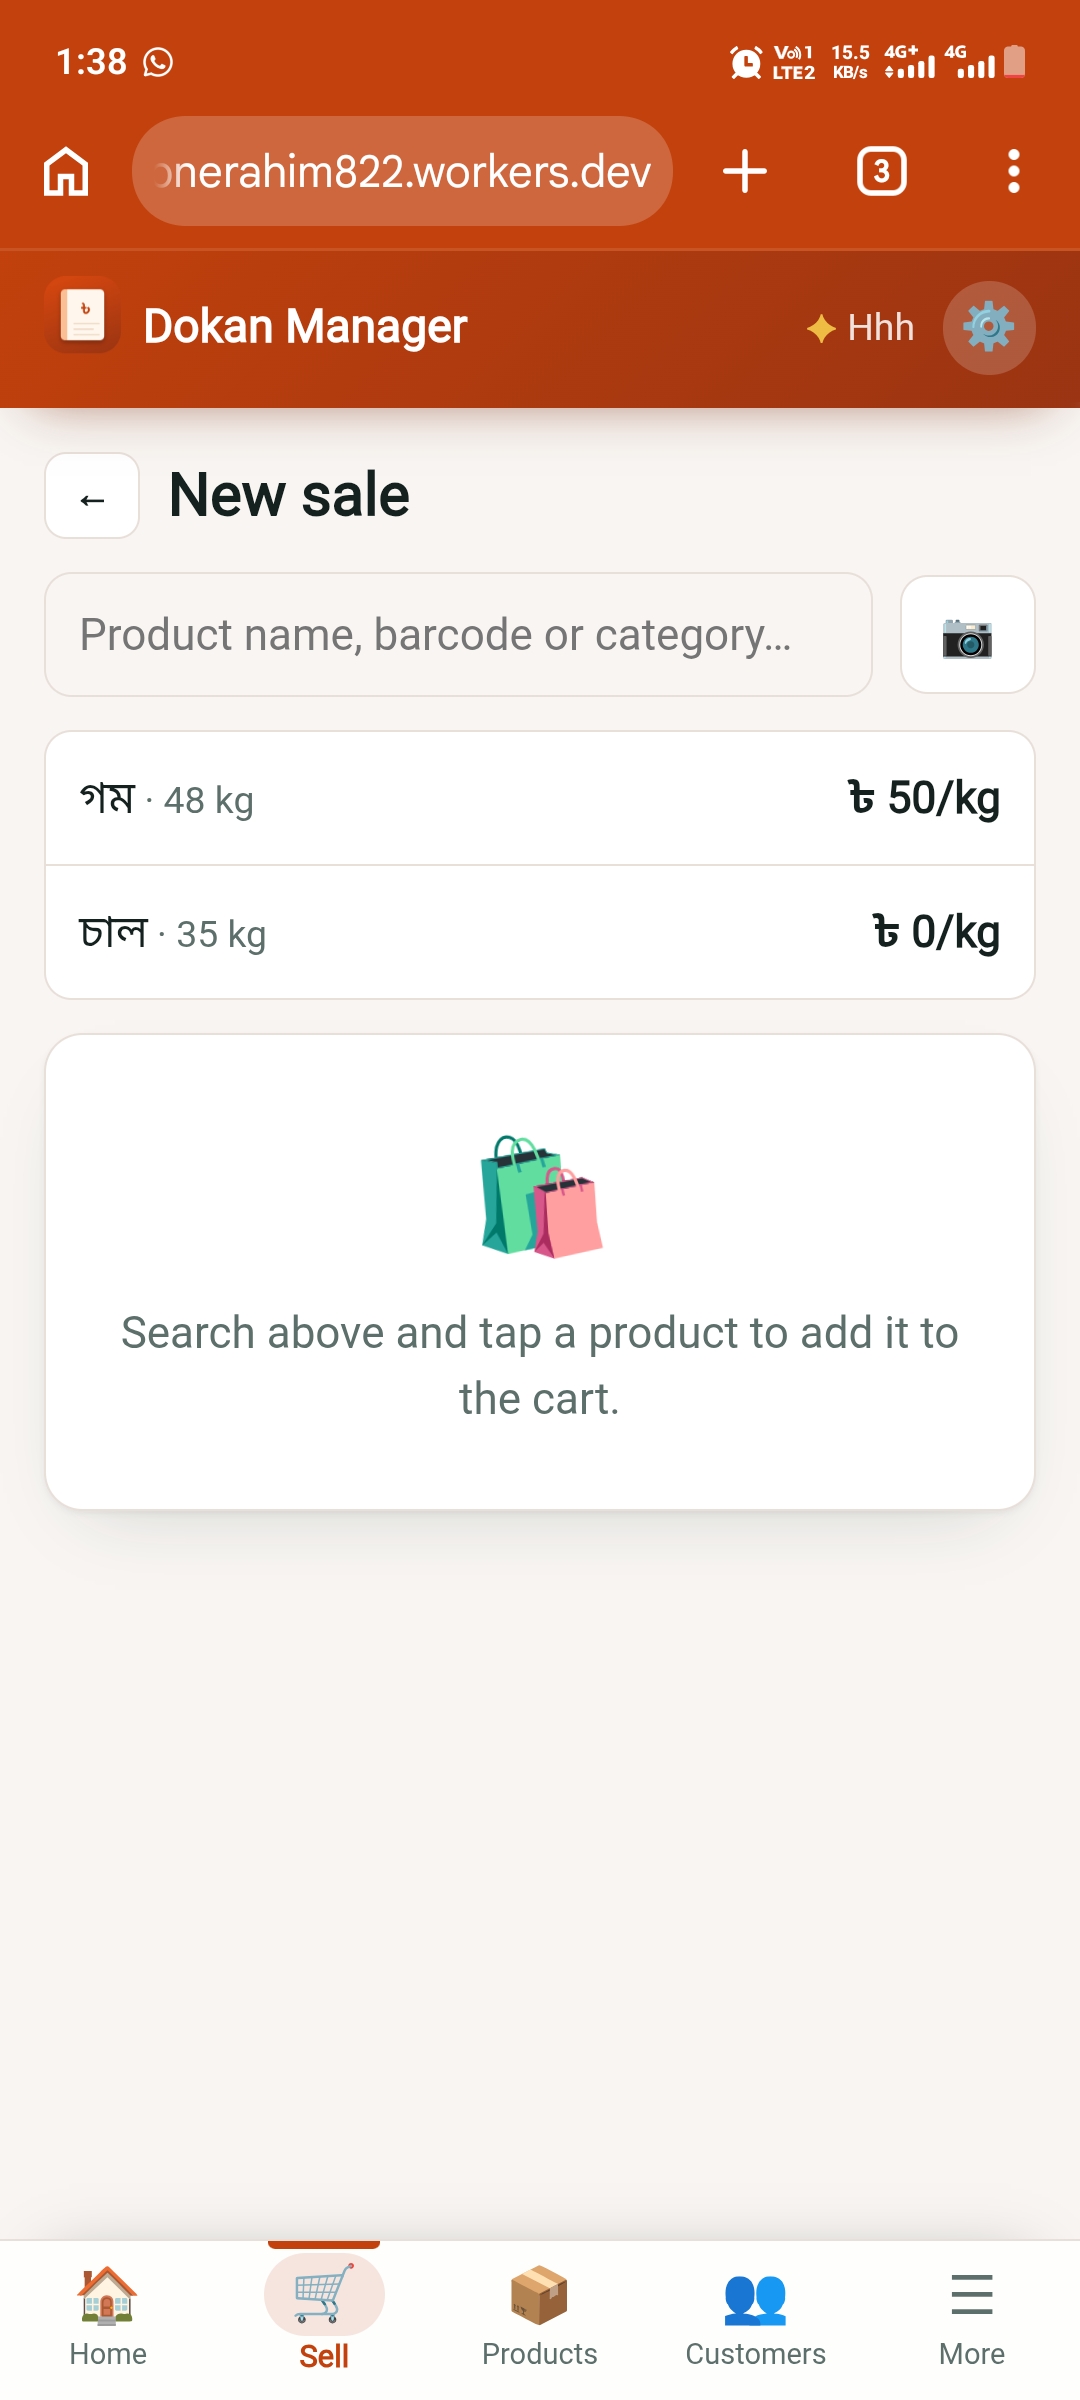 1:38
Vo 1 LTE2 15.5 KB/s 4G+ 4G
nerahim822.workers.dev
3
৳
Dokan Manager
Hhh
←
New sale
Product name, barcode or category…
গম · 48 kg
৳ 50/kg
চাল · 35 kg
৳ 0/kg
Search above and tap a product to add it to
the cart.
Home
Sell
Products
Customers
More